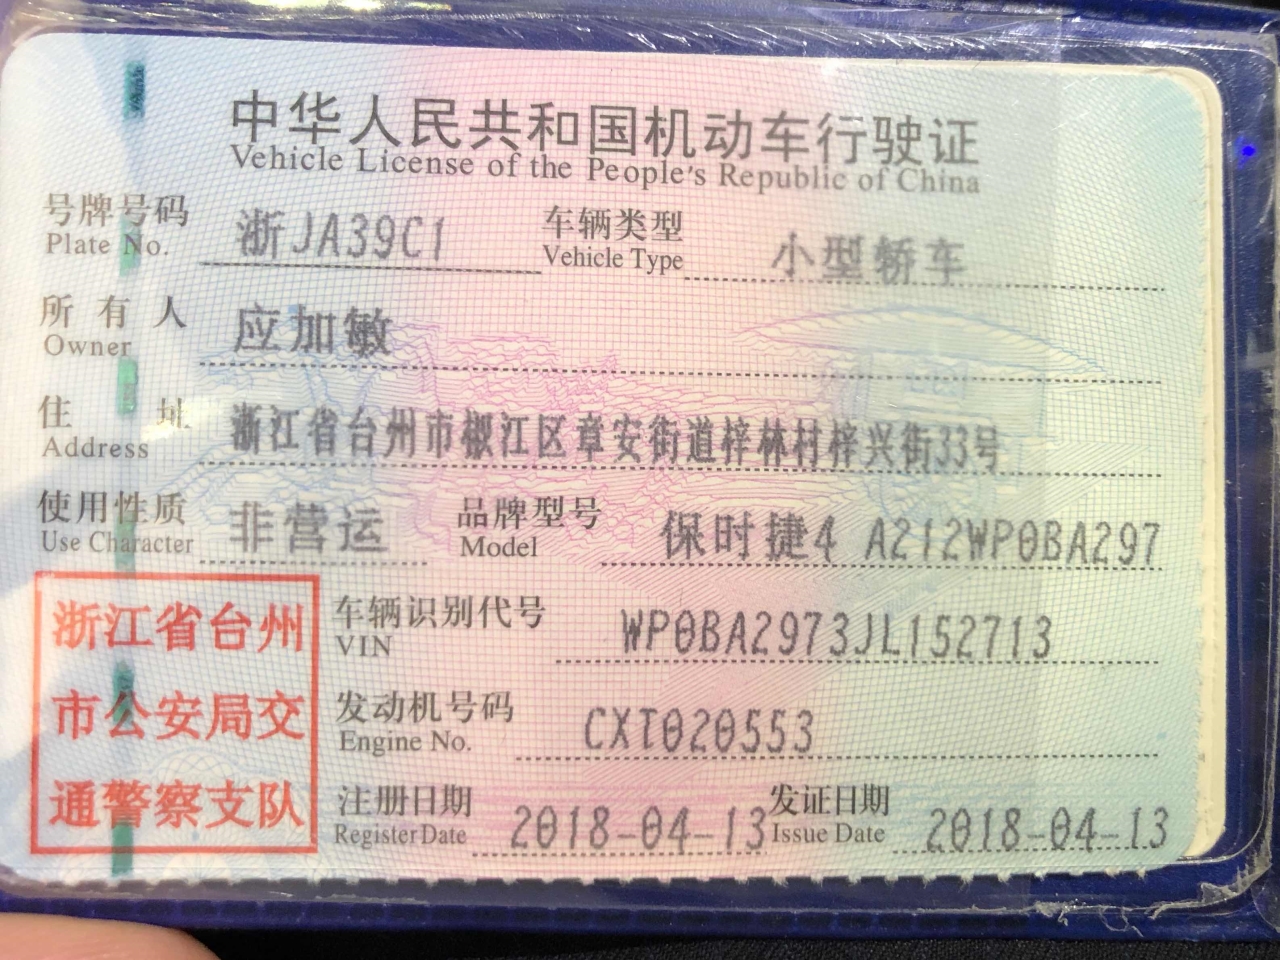 中华人民共和国机动车行驶证
Vehicle License of the People's Republic of China
号牌号码 浙JA39C1 车辆类型 小型轿车
Plate No. Vehicle Type
所有人 应加敏
Owner
住址 浙江省台州市椒江区章安街道梓林村梓兴街33号
Address
使用性质 非营运 品牌型号 保时捷4 A212WP0BA297
Use Character Model
车辆识别代号 WP0BA2973JL152713
VIN
发动机号码 CXT020553
Engine No.
注册日期 2018-04-13 发证日期 2018-04-13
Register Date Issue Date
浙江省台州
市公安局交
通警察支队